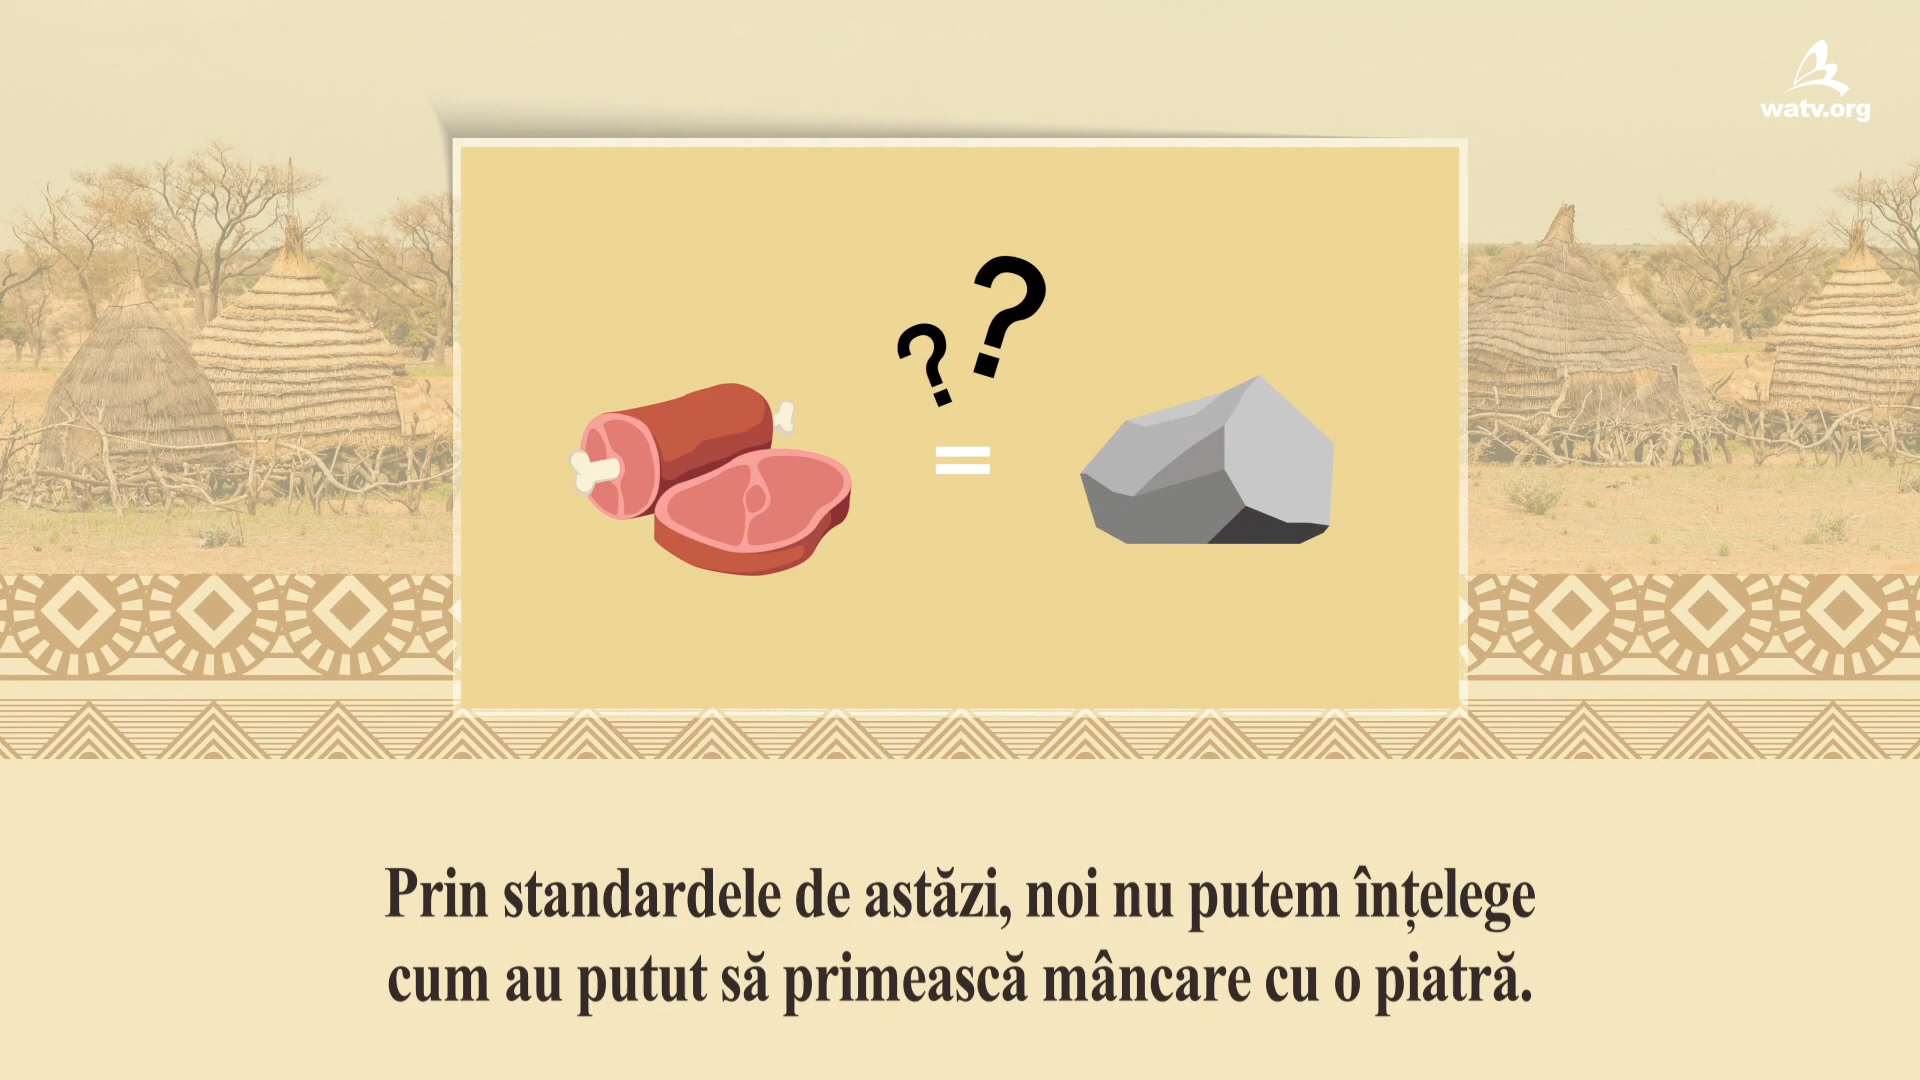 watv.org
??
=
Prin standardele de astăzi, noi nu putem înțelege
cum au putut să primească mâncare cu o piatră.